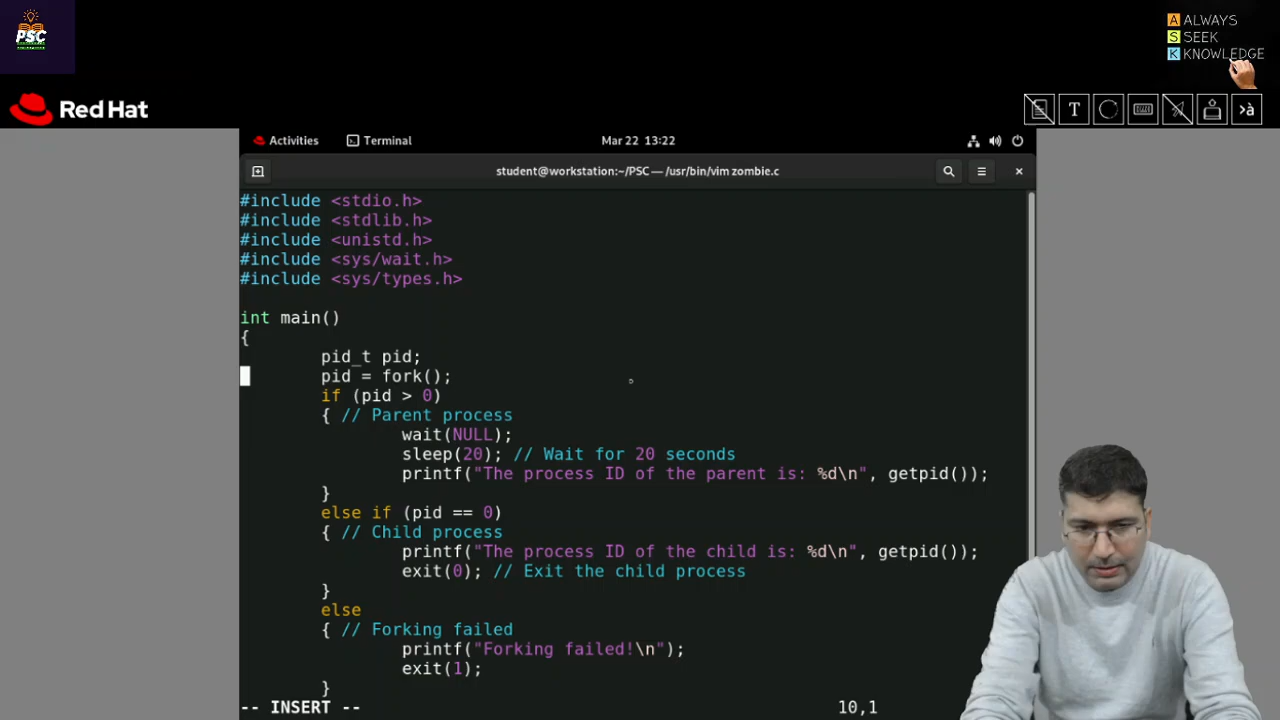 PSC
A ALWAYS
S SEEK
K KNOWLEDGE
Red Hat
T
>à
Activities
Terminal
Mar 22 13:22
student@workstation:~/PSC — /usr/bin/vim zombie.c
#include <stdio.h>
#include <stdlib.h>
#include <unistd.h>
#include <sys/wait.h>
#include <sys/types.h>
int main()
{
pid_t pid;
pid = fork();
if (pid > 0)
{ // Parent process
wait(NULL);
sleep(20); // Wait for 20 seconds
printf("The process ID of the parent is: %d\n", getpid());
}
else if (pid == 0)
{ // Child process
printf("The process ID of the child is: %d\n", getpid());
exit(0); // Exit the child process
}
else
{ // Forking failed
printf("Forking failed!\n");
exit(1);
}
-- INSERT --
10,1